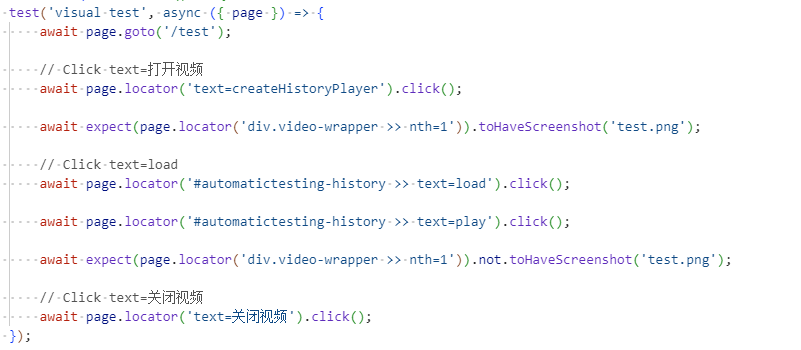 test('visual test', async ({ page }) => {
await page.goto('/test');
// Click text=打开视频
await page.locator('text=createHistoryPlayer').click();
await expect(page.locator('div.video-wrapper >> nth=1')).toHaveScreenshot('test.png');
// Click text=load
await page.locator('#automatictesting-history >> text=load').click();
await page.locator('#automatictesting-history >> text=play').click();
await expect(page.locator('div.video-wrapper >> nth=1')).not.toHaveScreenshot('test.png');
// Click text=关闭视频
await page.locator('text=关闭视频').click();
});